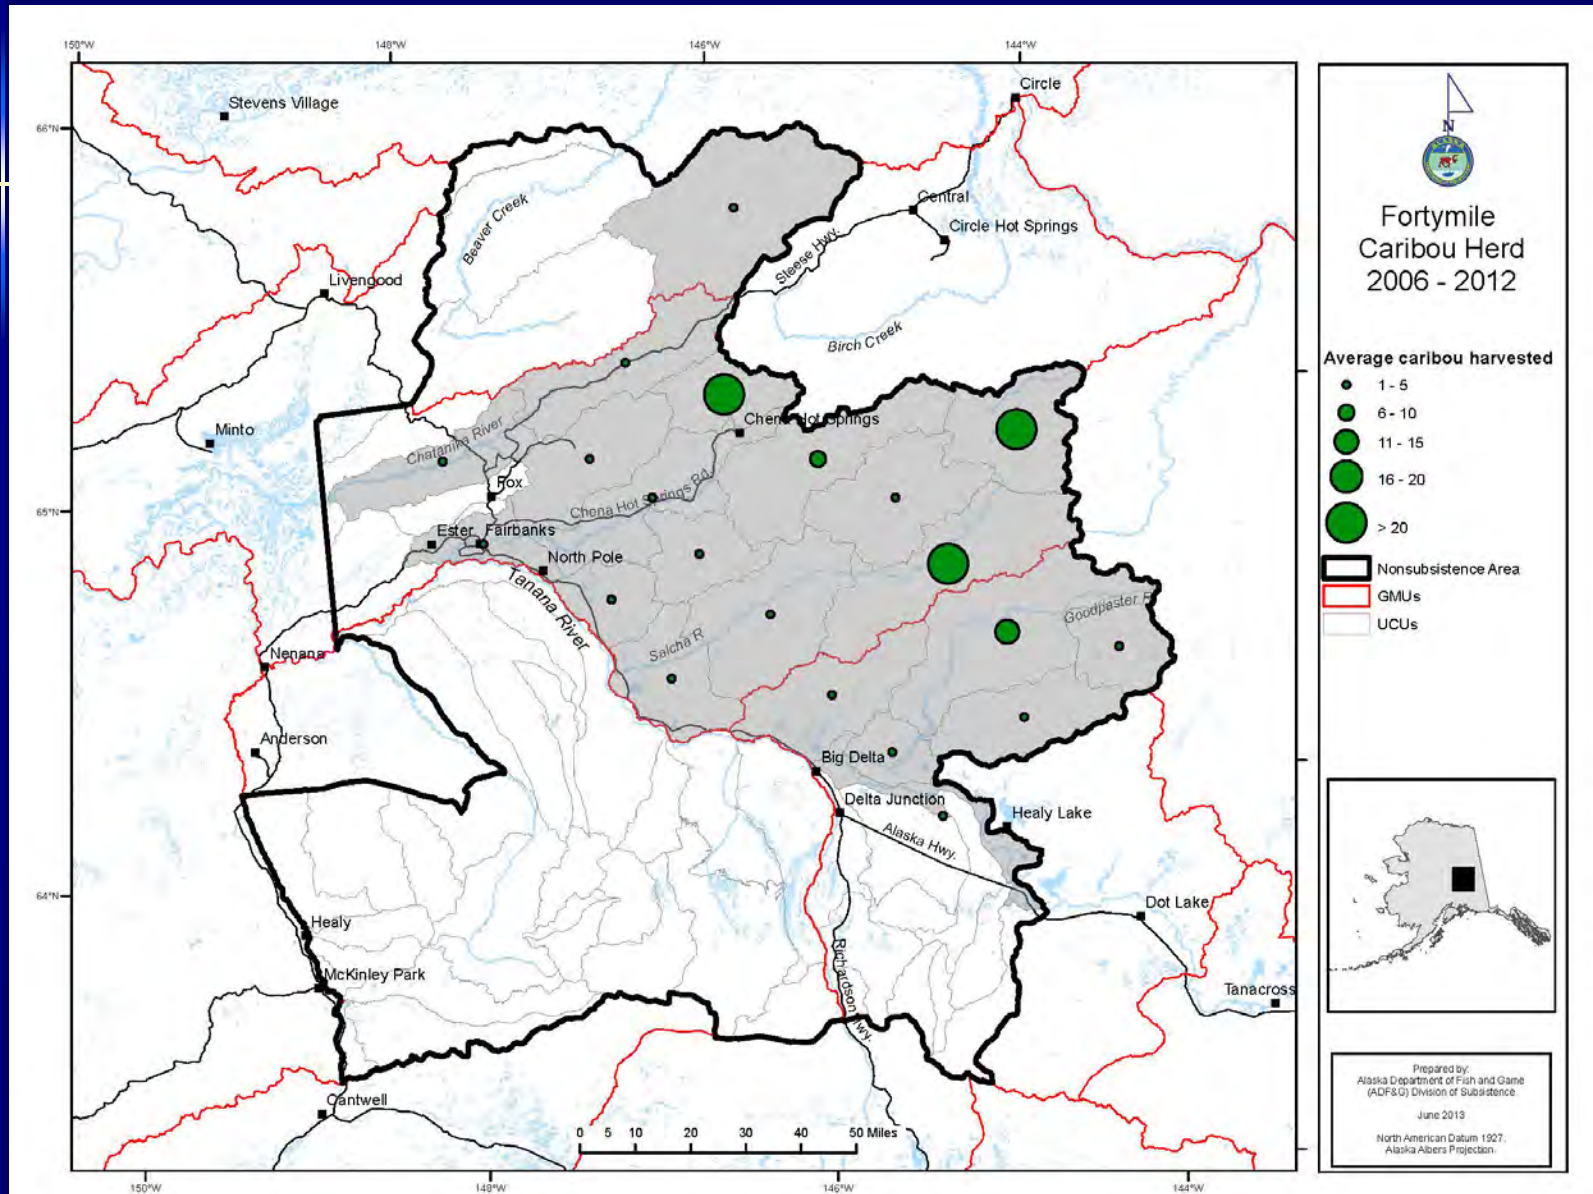 150°W
148°W
146°W
144°W
Circle
Stevens Village
66°N
Central
Circle Hot Springs
Beaver Creek
Steese Hwy.
Livengood
Birch Creek
Minto
Chatanika River
Chena Hot Springs
Fox
Chena Hot Springs Rd.
65°N
Ester
Fairbanks
North Pole
Tanana River
Goodpaster R
Salcha R
Nenana
Anderson
Big Delta
Delta Junction
Healy Lake
Alaska Hwy.
64°N
Dot Lake
Healy
McKinley Park
Richardson Hwy.
Tanacross
Cantwell
0 5 10 20 30 40 50 Miles
150°W
148°W
146°W
144°W
N
ALASKA
Fortymile
Caribou Herd
2006 - 2012
Average caribou harvested
1 - 5
6 - 10
11 - 15
16 - 20
> 20
Nonsubsistence Area
GMUs
UCUs
Prepared by:
Alaska Department of Fish and Game
(ADF&G) Division of Subsistence
June 2013
North American Datum 1927.
Alaska Albers Projection.